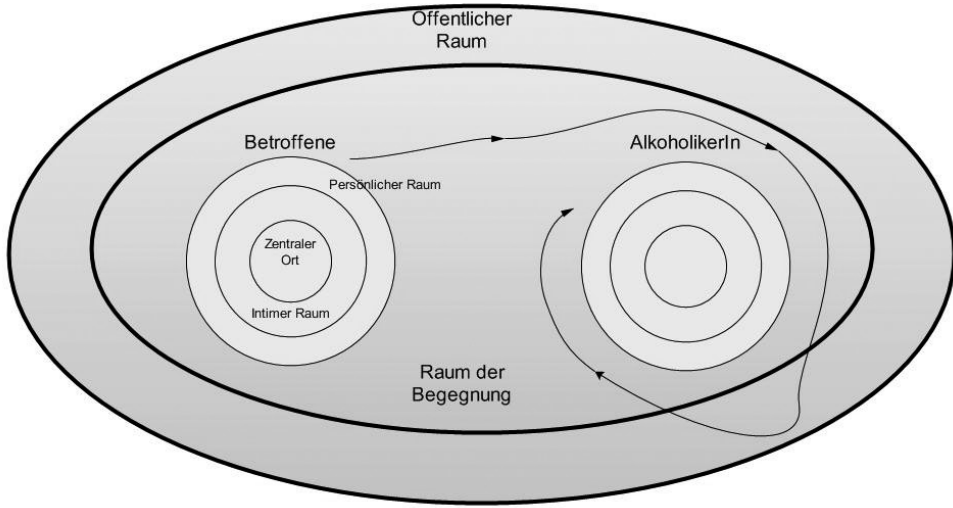 Öffentlicher
Raum
Betroffene
AlkoholikerIn
Persönlicher Raum
Zentraler
Ort
Intimer Raum
Raum der
Begegnung